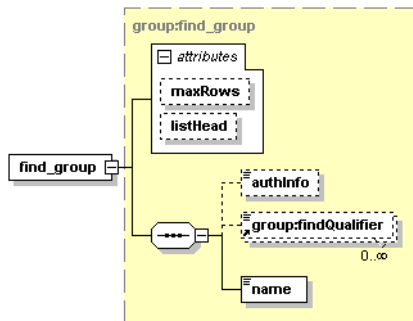 group:find_group
attributes
maxRows
listHead
find_group
authInfo
group:findQualifier
0..∞
name